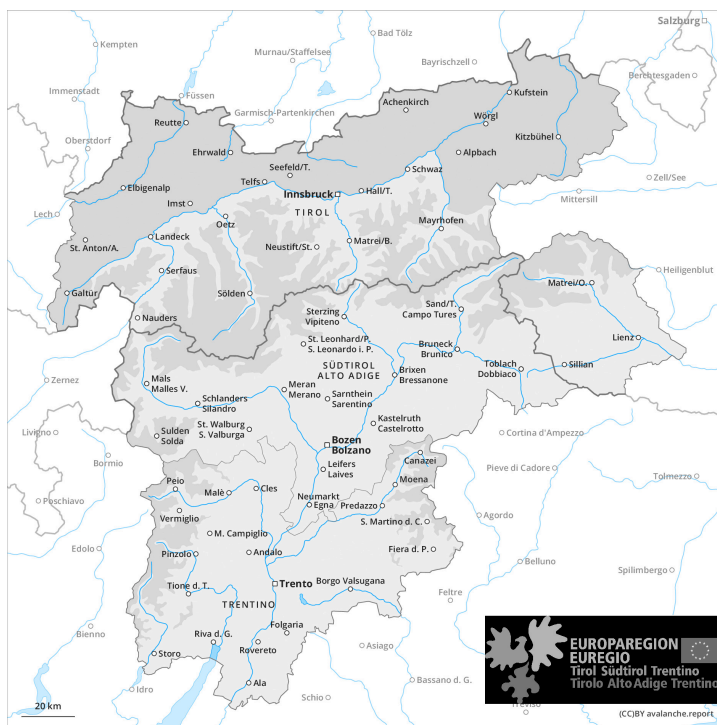 Salzburg
Kempten
Bad Tölz
Murnau/Staffelsee
Bayrischzell
Berchtesgaden
Immenstadt
Füssen
Kufstein
Achenkirch
Garmisch-Partenkirchen
Reutte
Wörgl
Oberstdorf
Kitzbühel
Ehrwald
Alpbach
Seefeld/T.
Schwaz
Zell/See
Telfs
Elbigenalp
Innsbruck
Hall/T.
Mittersill
Imst
TIROL
Lech
Oetz
Mayrhofen
Landeck
St. Anton/A.
Neustift/St.
Matrei/B.
Serfaus
Heiligenblut
Matrei/O.
Galtür
Sölden
Sand/T.
Campo Tures
Nauders
Sterzing
Vipiteno
Lienz
St. Leonhard/P.
S. Leonardo i. P.
Bruneck
Brunico
Toblach
Dobbiaco
Sillian
SÜDTIROL
ALTO ADIGE
Brixen
Bressanone
Zernez
Mals
Malles V.
Meran
Merano
Schlanders
Silandro
Sarnthein
Sarentino
St. Walburg
S. Valburga
Kastelruth
Castelrotto
Livigno
Sulden
Solda
Cortina d'Ampezzo
Bozen
Bolzano
Bormio
Canazei
Leifers
Laives
Pieve di Cadore
Tolmezzo
Peio
Moena
Malè
Cles
Poschiavo
Neumarkt
Egna
Predazzo
Vermiglio
S. Martino d. C.
Agordo
M. Campiglio
Edolo
Pinzolo
Andalo
Fiera d. P.
Belluno
Spilimbergo
Tione d. T.
Trento
Borgo Valsugana
Feltre
TRENTINO
Bienno
Folgaria
Riva d. G.
Rovereto
Asiago
Storo
Ala
Idro
Schio
Bassano d. G.
Treviso
EUROPAREGION
EUREGIO
Tirol Südtirol Trentino
Tirolo AltoAdige Trentino
20 km
(CC)BY avalanche.report